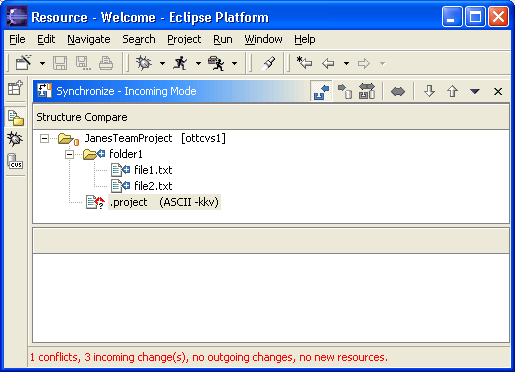 Resource - Welcome - Eclipse Platform
File Edit Navigate Search Project Run Window Help
Synchronize - Incoming Mode
Structure Compare
JanesTeamProject [ottcvs1]
folder1
file1.txt
file2.txt
.project (ASCII -kkv)
CVS
1 conflicts, 3 incoming change(s), no outgoing changes, no new resources.